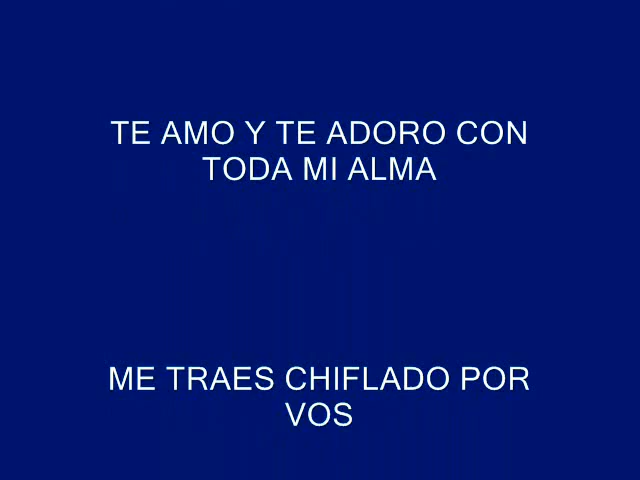 TE AMO Y TE ADORO CON
TODA MI ALMA
ME TRAES CHIFLADO POR
VOS